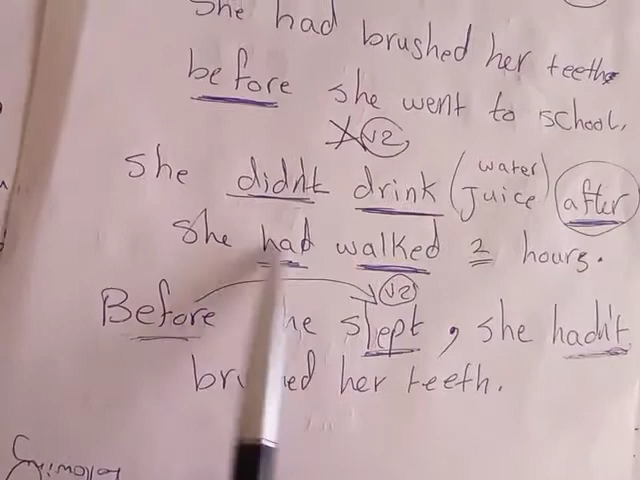 She had brushed her teeth
before she went to school.
V2
She didn't drink (water
Juice) after
she had walked 2 hours.
V2
Before she slept, she hadn't
brushed her teeth.